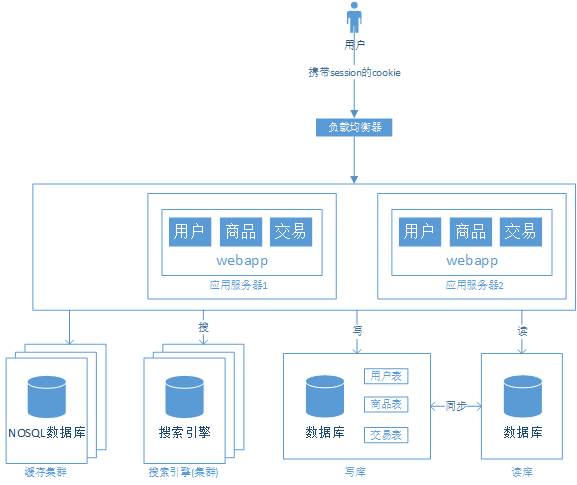 用户
携带session的cookie
负载均衡器
用户 商品 交易
webapp
应用服务器1
用户 商品 交易
webapp
应用服务器2
搜
写
读
NOSQL数据库
缓存集群
搜索引擎
搜索引擎(集群)
数据库
用户表
商品表
交易表
写库
同步
数据库
读库